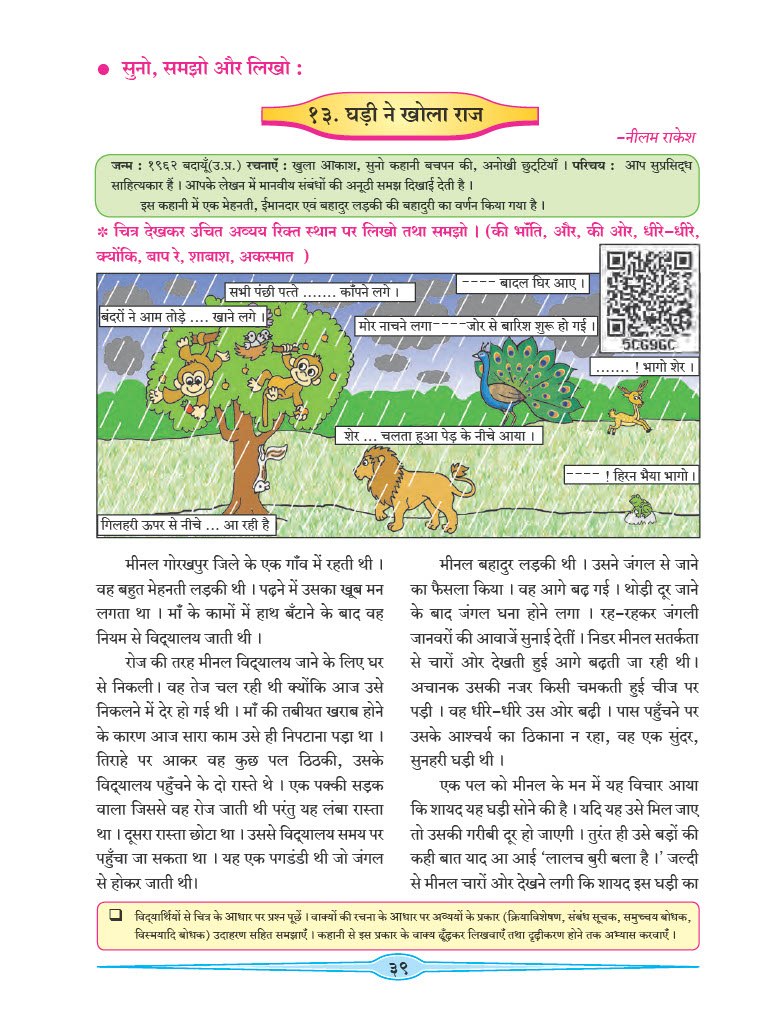 ● सुनो, समझो और लिखो :
१३. घड़ी ने खोला राज
–नीलम राकेश
जन्म : १९६२ बदायूँ(उ.प्र.) रचनाएँ : खुला आकाश, सुनो कहानी बचपन की, अनोखी छुट्टियाँ । परिचय : आप सुप्रसिद्ध
साहित्यकार हैं । आपके लेखन में मानवीय संबंधों की अनूठी समझ दिखाई देती है ।
इस कहानी में एक मेहनती, ईमानदार एवं बहादुर लड़की की बहादुरी का वर्णन किया गया है ।
* चित्र देखकर उचित अव्यय रिक्त स्थान पर लिखो तथा समझो । (की भाँति, और, की ओर, धीरे–धीरे,
क्योंकि, बाप रे, शाबाश, अकस्मात )
---- बादल घिर आए ।
सभी पंछी पत्ते ....... काँपने लगे ।
बंदरों ने आम तोड़े .... खाने लगे ।
मोर नाचने लगा----जोर से बारिश शुरू हो गई ।
5CG9GC
....... ! भागो शेर ।
शेर ... चलता हुआ पेड़ के नीचे आया ।
---- ! हिरन भैया भागो ।
गिलहरी ऊपर से नीचे ... आ रही है
मीनल गोरखपुर जिले के एक गाँव में रहती थी ।
वह बहुत मेहनती लड़की थी । पढ़ने में उसका खूब मन
लगता था । माँ के कामों में हाथ बँटाने के बाद वह
नियम से विद्यालय जाती थी ।
रोज की तरह मीनल विद्यालय जाने के लिए घर
से निकली । वह तेज चल रही थी क्योंकि आज उसे
निकलने में देर हो गई थी । माँ की तबीयत खराब होने
के कारण आज सारा काम उसे ही निपटाना पड़ा था ।
तिराहे पर आकर वह कुछ पल ठिठकी, उसके
विद्यालय पहुँचने के दो रास्ते थे । एक पक्की सड़क
वाला जिससे वह रोज जाती थी परंतु यह लंबा रास्ता
था । दूसरा रास्ता छोटा था । उससे विद्यालय समय पर
पहुँचा जा सकता था । यह एक पगडंडी थी जो जंगल
से होकर जाती थी।
मीनल बहादुर लड़की थी । उसने जंगल से जाने
का फैसला किया । वह आगे बढ़ गई । थोड़ी दूर जाने
के बाद जंगल घना होने लगा । रह–रहकर जंगली
जानवरों की आवाजें सुनाई देतीं । निडर मीनल सतर्कता
से चारों ओर देखती हुई आगे बढ़ती जा रही थी।
अचानक उसकी नजर किसी चमकती हुई चीज पर
पड़ी । वह धीरे–धीरे उस ओर बढ़ी । पास पहुँचने पर
उसके आश्चर्य का ठिकाना न रहा, वह एक सुंदर,
सुनहरी घड़ी थी ।
एक पल को मीनल के मन में यह विचार आया
कि शायद यह घड़ी सोने की है । यदि यह उसे मिल जाए
तो उसकी गरीबी दूर हो जाएगी । तुरंत ही उसे बड़ों की
कही बात याद आ आई ‘लालच बुरी बला है ।’ जल्दी
से मीनल चारों ओर देखने लगी कि शायद इस घड़ी का
❑ विद्यार्थियों से चित्र के आधार पर प्रश्न पूछें । वाक्यों की रचना के आधार पर अव्ययों के प्रकार (क्रियाविशेषण, संबंध सूचक, समुच्चय बोधक,
विस्मयादि बोधक) उदाहरण सहित समझाएँ । कहानी से इस प्रकार के वाक्य ढूँढ़कर लिखवाएँ तथा दृढ़ीकरण होने तक अभ्यास करवाएँ ।
३९